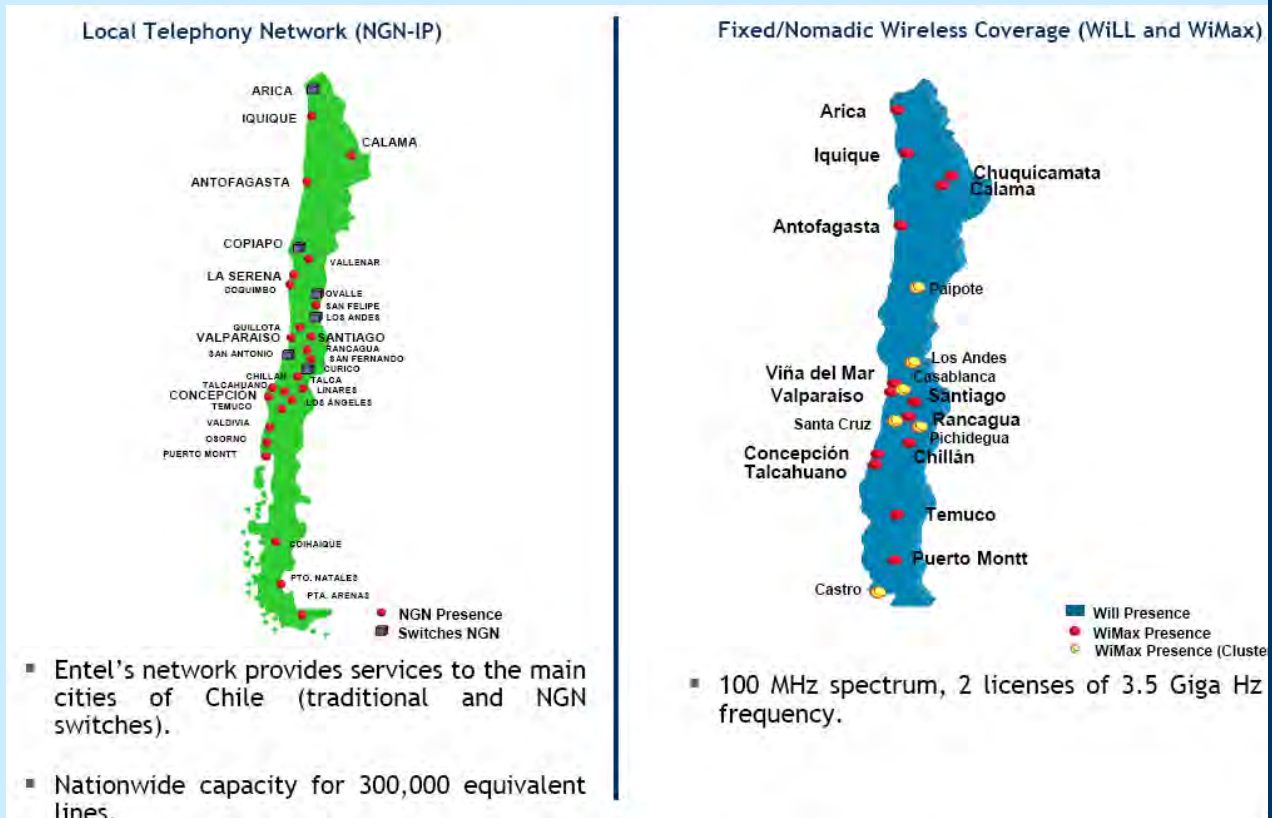 Local Telephony Network (NGN-IP)
ARICA
IQUIQUE
CALAMA
ANTOFAGASTA
COPIAPO
VALLENAR
LA SERENA
COQUIMBO
OVALLE
SAN FELIPE
LOS ANDES
QUILLOTA
VALPARAISO
SANTIAGO
RANCAGUA
SAN ANTONIO
SAN FERNANDO
CURICO
CHILLAN
TALCA
TALCAHUANO
LINARES
CONCEPCIÓN
LOS ÁNGELES
TEMUCO
VALDIVIA
OSORNO
PUERTO MONTT
COIHAIQUE
PTO. NATALES
PTA. ARENAS
NGN Presence
Switches NGN
▪ Entel's network provides services to the main
cities of Chile (traditional and NGN
switches).
▪ Nationwide capacity for 300,000 equivalent
lines.
Fixed/Nomadic Wireless Coverage (WiLL and WiMax)
Arica
Iquique
Chuquicamata
Calama
Antofagasta
Paipote
Los Andes
Viña del Mar
Casablanca
Valparaíso
Santiago
Santa Cruz
Rancagua
Pichidegua
Concepción
Chillán
Talcahuano
Temuco
Puerto Montt
Castro
Will Presence
WiMax Presence
WiMax Presence (Cluste
▪ 100 MHz spectrum, 2 licenses of 3.5 Giga Hz
frequency.